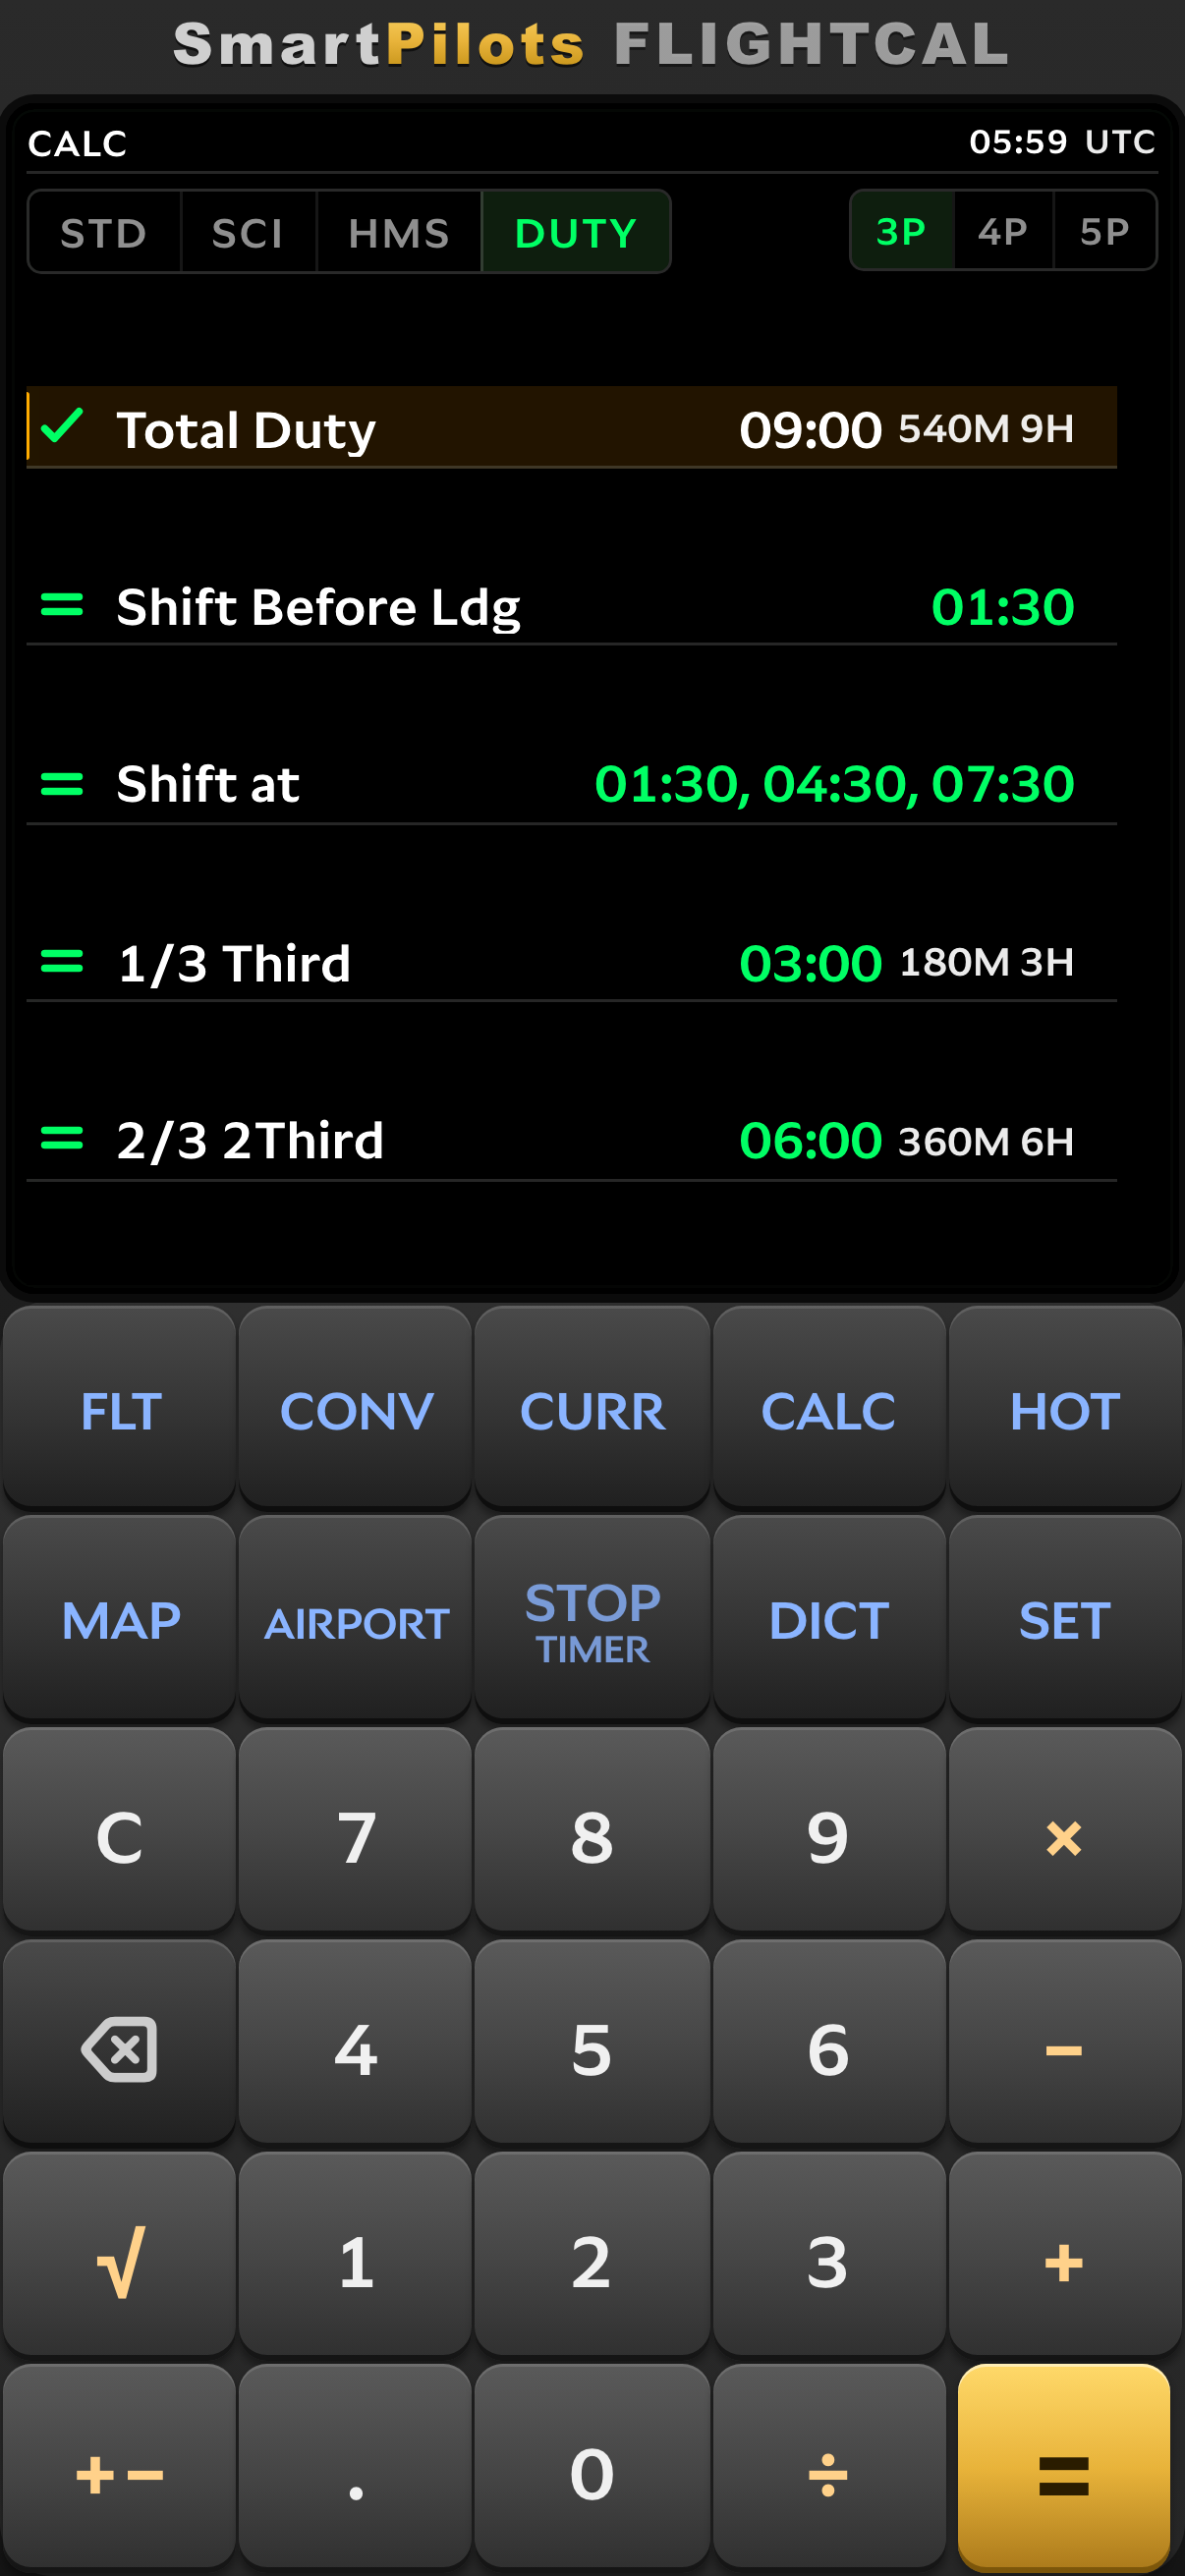 SmartPilots FLIGHTCAL
CALC 05:59 UTC
STD SCI HMS DUTY 3P 4P 5P
Total Duty 09:00 540M 9H
= Shift Before Ldg 01:30
= Shift at 01:30, 04:30, 07:30
= 1/3 Third 03:00 180M 3H
= 2/3 2Third 06:00 360M 6H
FLT CONV CURR CALC HOT
MAP AIRPORT STOP TIMER DICT SET
C 7 8 9 ×
4 5 6 −
√ 1 2 3 +
+− . 0 ÷ =